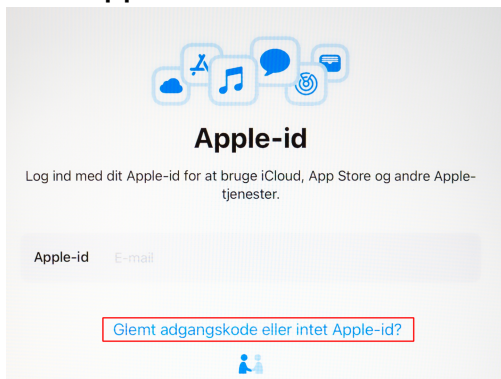 Apple-id
Log ind med dit Apple-id for at bruge iCloud, App Store og andre Apple-
tjenester.
Apple-id E-mail
Glemt adgangskode eller intet Apple-id?